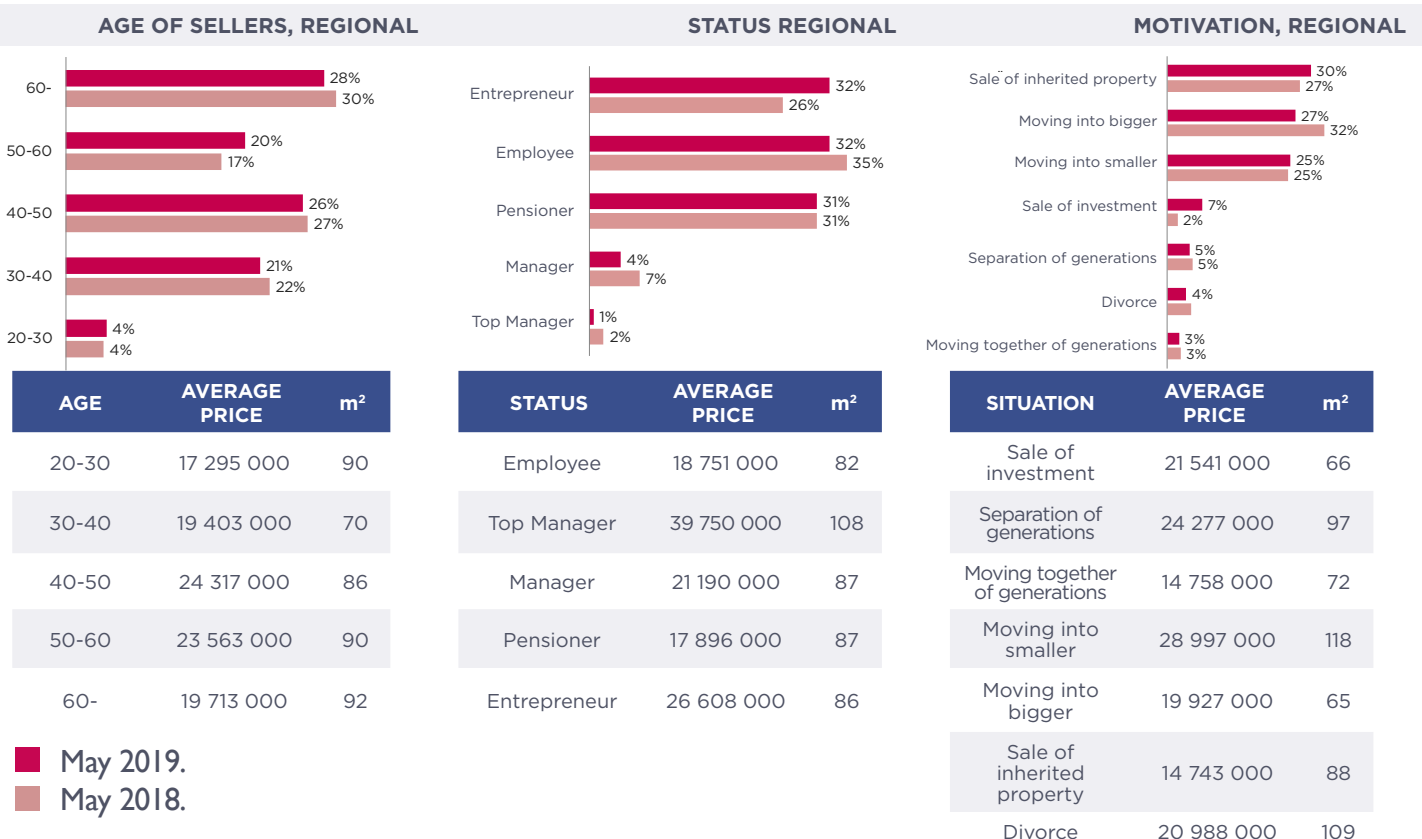 AGE OF SELLERS, REGIONAL
60-
28%
30%
50-60
20%
17%
40-50
26%
27%
30-40
21%
22%
20-30
4%
4%
AGE AVERAGE PRICE m²
20-30 17 295 000 90
30-40 19 403 000 70
40-50 24 317 000 86
50-60 23 563 000 90
60- 19 713 000 92
May 2019.
May 2018.
STATUS REGIONAL
Entrepreneur
32%
26%
Employee
32%
35%
Pensioner
31%
31%
Manager
4%
7%
Top Manager
1%
2%
STATUS AVERAGE PRICE m²
Employee 18 751 000 82
Top Manager 39 750 000 108
Manager 21 190 000 87
Pensioner 17 896 000 87
Entrepreneur 26 608 000 86
MOTIVATION, REGIONAL
Sale of inherited property
30%
27%
Moving into bigger
27%
32%
Moving into smaller
25%
25%
Sale of investment
7%
2%
Separation of generations
5%
5%
Divorce
4%
Moving together of generations
3%
3%
SITUATION AVERAGE PRICE m²
Sale of investment 21 541 000 66
Separation of generations 24 277 000 97
Moving together of generations 14 758 000 72
Moving into smaller 28 997 000 118
Moving into bigger 19 927 000 65
Sale of inherited property 14 743 000 88
Divorce 20 988 000 109